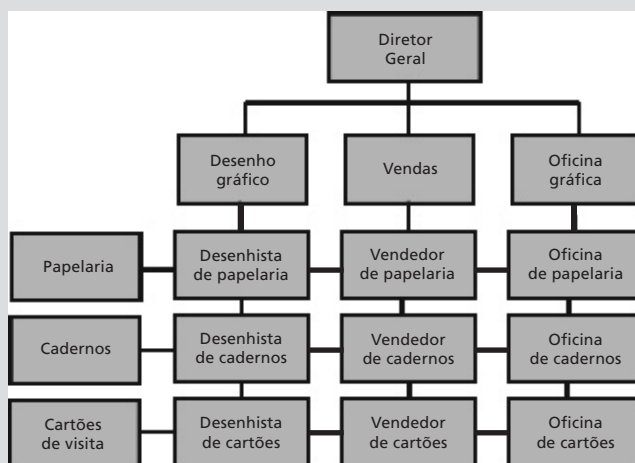 Diretor
Geral
Desenho
gráfico
Vendas
Oficina
gráfica
Papelaria
Desenhista
de papelaria
Vendedor
de papelaria
Oficina
de papelaria
Cadernos
Desenhista
de cadernos
Vendedor
de cadernos
Oficina
de cadernos
Cartões
de visita
Desenhista
de cartões
Vendedor
de cartões
Oficina
de cartões